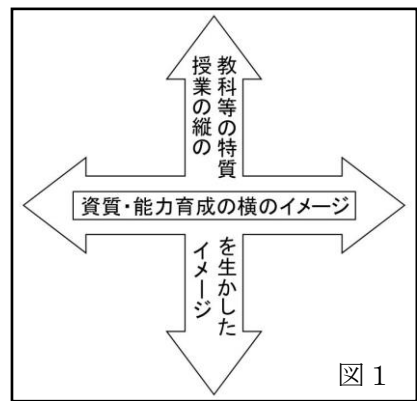 教科等の特質を生かした
授業の縦のイメージ
資質・能力育成の横のイメージ
図1